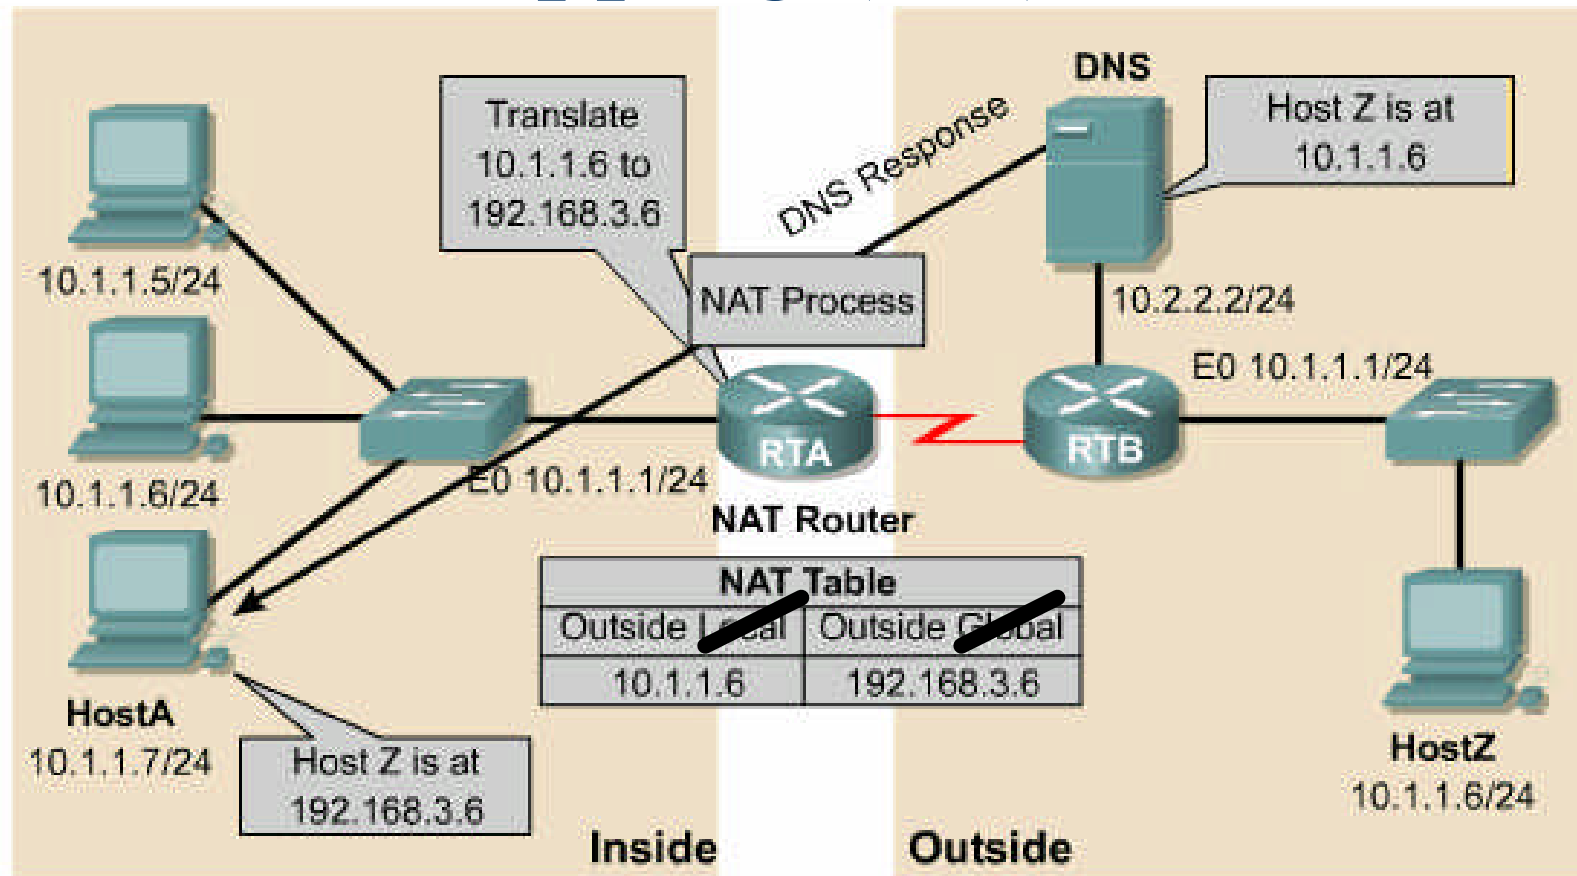 DNS
Translate
10.1.1.6 to
192.168.3.6
DNS Response
Host Z is at
10.1.1.6
10.1.1.5/24
NAT Process
10.2.2.2/24
E0 10.1.1.1/24
RTA
RTB
10.1.1.6/24
E0 10.1.1.1/24
NAT Router
NAT Table
Outside Local
Outside Global
10.1.1.6
192.168.3.6
HostA
10.1.1.7/24
Host Z is at
192.168.3.6
HostZ
10.1.1.6/24
Inside
Outside